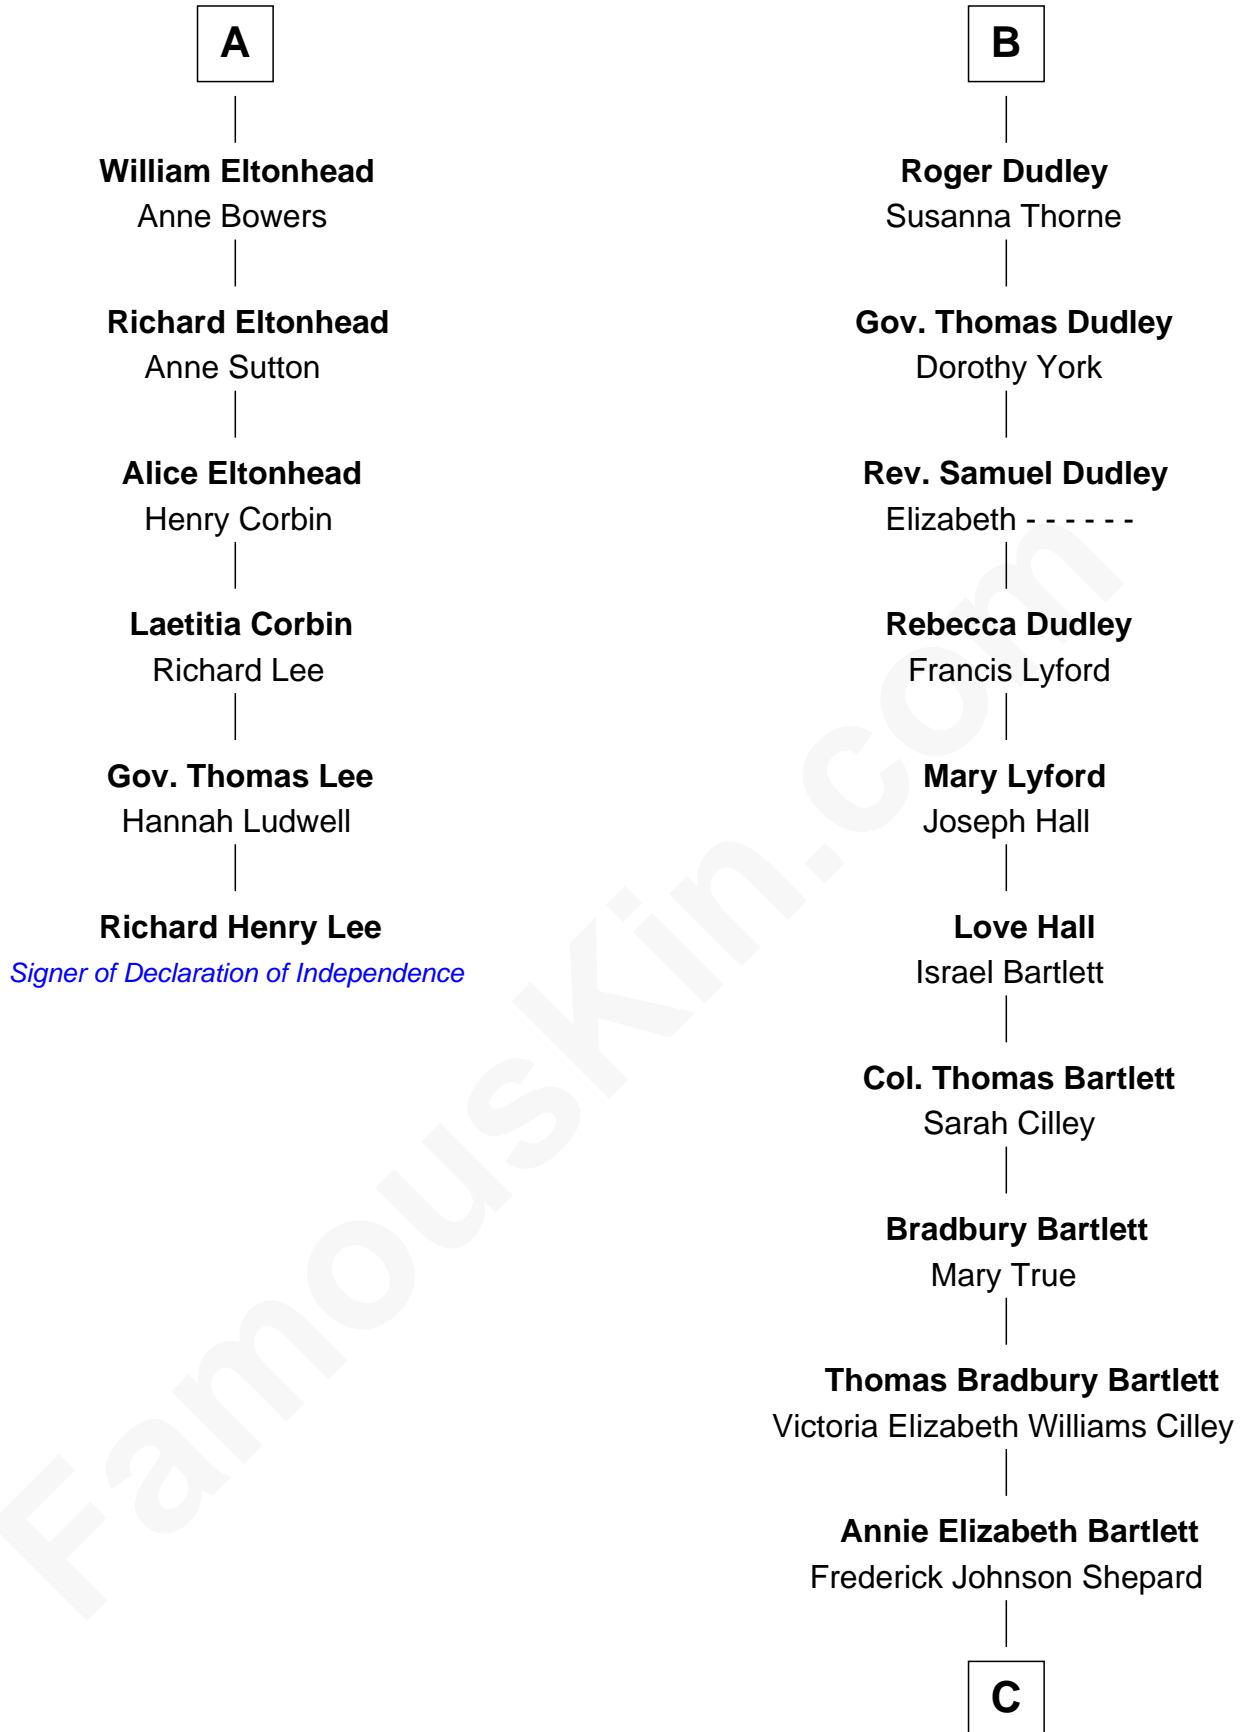 A
William Eltonhead
Anne Bowers
Richard Eltonhead
Anne Sutton
Alice Eltonhead
Henry Corbin
Laetitia Corbin
Richard Lee
Gov. Thomas Lee
Hannah Ludwell
Richard Henry Lee
Signer of Declaration of Independence
B
Roger Dudley
Susanna Thorne
Gov. Thomas Dudley
Dorothy York
Rev. Samuel Dudley
Elizabeth - - - - - -
Rebecca Dudley
Francis Lyford
Mary Lyford
Joseph Hall
Love Hall
Israel Bartlett
Col. Thomas Bartlett
Sarah Cilley
Bradbury Bartlett
Mary True
Thomas Bradbury Bartlett
Victoria Elizabeth Williams Cilley
Annie Elizabeth Bartlett
Frederick Johnson Shepard
C
FamousKin.com